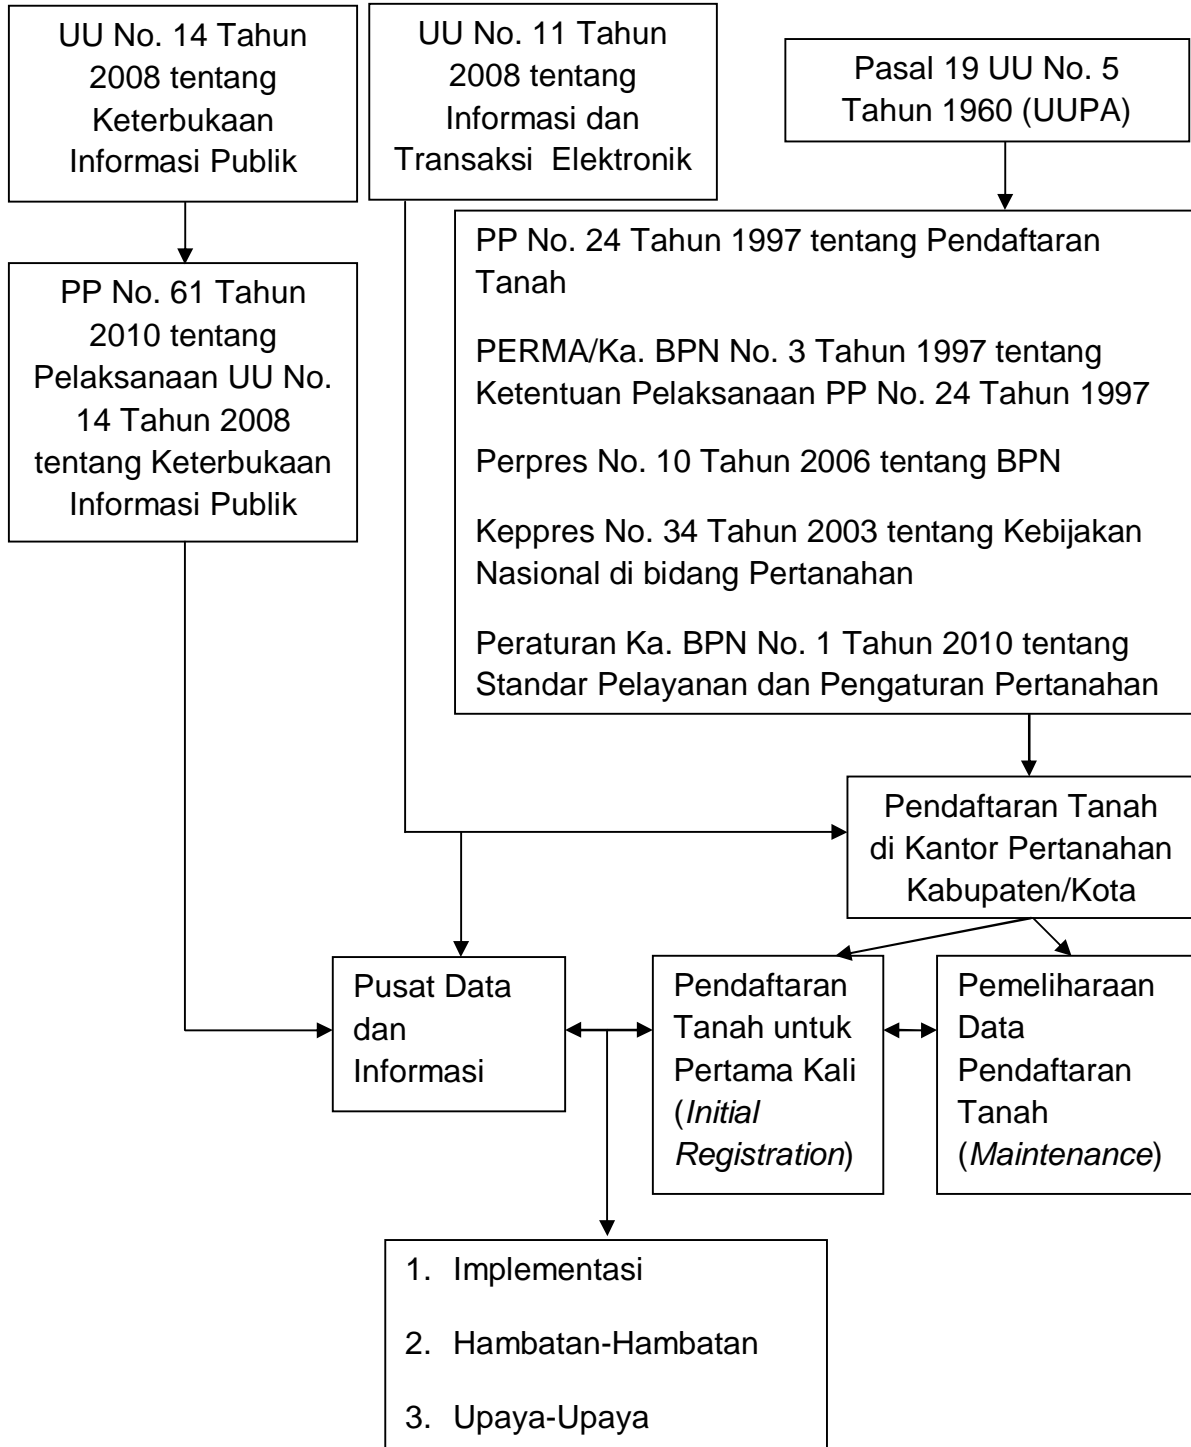 UU No. 14 Tahun
2008 tentang
Keterbukaan
Informasi Publik
UU No. 11 Tahun
2008 tentang
Informasi dan
Transaksi Elektronik
Pasal 19 UU No. 5
Tahun 1960 (UUPA)
PP No. 61 Tahun
2010 tentang
Pelaksanaan UU No.
14 Tahun 2008
tentang Keterbukaan
Informasi Publik
PP No. 24 Tahun 1997 tentang Pendaftaran
Tanah
PERMA/Ka. BPN No. 3 Tahun 1997 tentang
Ketentuan Pelaksanaan PP No. 24 Tahun 1997
Perpres No. 10 Tahun 2006 tentang BPN
Keppres No. 34 Tahun 2003 tentang Kebijakan
Nasional di bidang Pertanahan
Peraturan Ka. BPN No. 1 Tahun 2010 tentang
Standar Pelayanan dan Pengaturan Pertanahan
Pendaftaran Tanah
di Kantor Pertanahan
Kabupaten/Kota
Pusat Data
dan
Informasi
Pendaftaran
Tanah untuk
Pertama Kali
(Initial
Registration)
Pemeliharaan
Data
Pendaftaran
Tanah
(Maintenance)
1. Implementasi
2. Hambatan-Hambatan
3. Upaya-Upaya